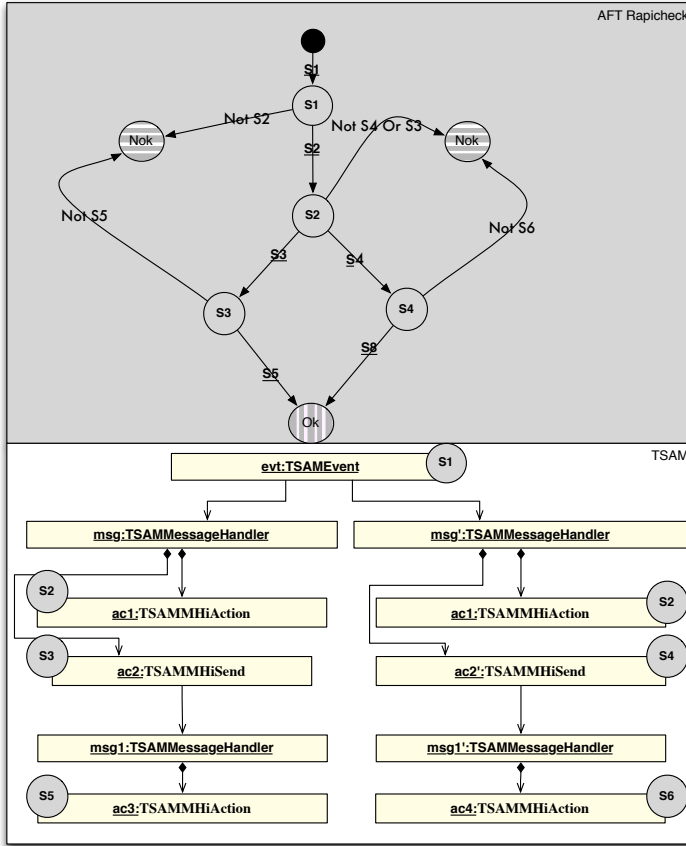 AFT Rapicheck
S1
S1
Not S2
Not S4 Or S3
Nok
Nok
S2
S2
Not S5
Not S6
S3
S4
S3
S4
S8
S5
Ok
TSAM
S1
evt:TSAMEvent
msg:TSAMMessageHandler
msg':TSAMMessageHandler
S2
ac1:TSAMMHiAction
ac1:TSAMMHiAction
S2
S3
ac2:TSAMMHiSend
ac2':TSAMMHiSend
S4
msg1:TSAMMessageHandler
msg1':TSAMMessageHandler
S5
ac3:TSAMMHiAction
ac4:TSAMMHiAction
S6